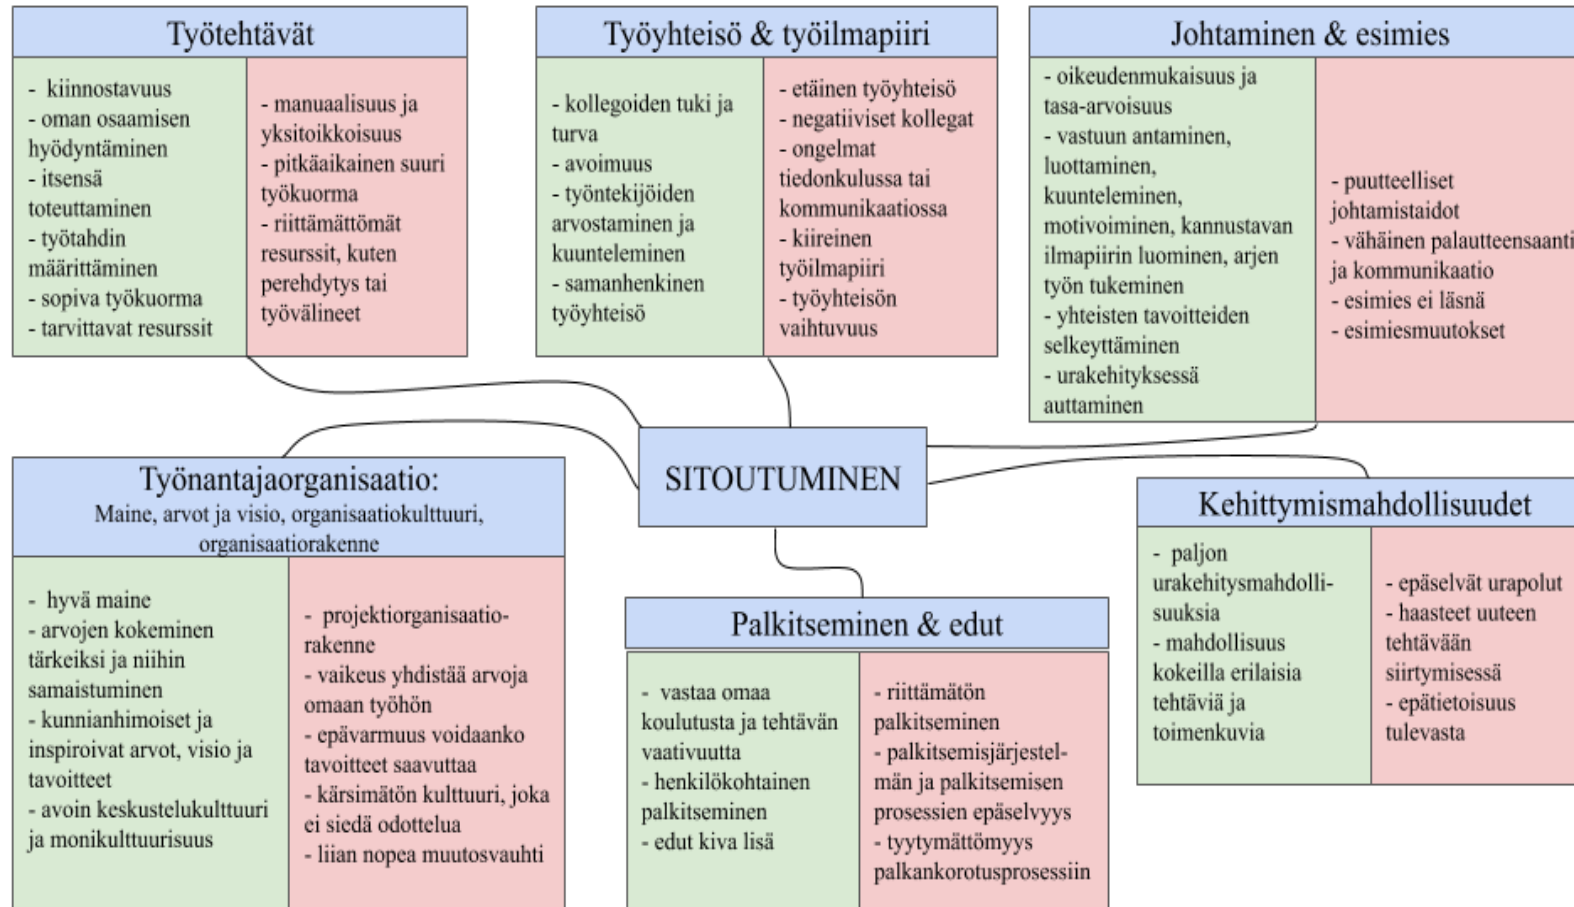 Työtehtävät
- kiinnostavuus
- oman osaamisen
hyödyntäminen
- itsensä
toteuttaminen
- työtahdin
määrittäminen
- sopiva työkuorma
- tarvittavat resurssit
- manuaalisuus ja
yksitoikkoisuus
- pitkäaikainen suuri
työkuorma
- riittämättömät
resurssit, kuten
perehdytys tai
työvälineet
Työyhteisö & työilmapiiri
- kollegoiden tuki ja
turva
- avoimuus
- työntekijöiden
arvostaminen ja
kuunteleminen
- samanhenkinen
työyhteisö
- etäinen työyhteisö
- negatiiviset kollegat
- ongelmat
tiedonkulussa tai
kommunikaatiossa
- kiireinen
työilmapiiri
- työyhteisön
vaihtuvuus
Johtaminen & esimies
- oikeudenmukaisuus ja
tasa-arvoisuus
- vastuun antaminen,
luottaminen,
kuunteleminen,
motivoiminen, kannustavan
ilmapiirin luominen, arjen
työn tukeminen
- yhteisten tavoitteiden
selkeyttäminen
- urakehityksessä
auttaminen
- puutteelliset
johtamistaidot
- vähäinen palautteensaanti
ja kommunikaatio
- esimies ei läsnä
- esimiesmuutokset
SITOUTUMINEN
Työnantajaorganisaatio:
Maine, arvot ja visio, organisaatiokulttuuri,
organisaatiorakenne
- hyvä maine
- arvojen kokeminen
tärkeiksi ja niihin
samaistuminen
- kunnianhimoiset ja
inspiroivat arvot, visio ja
tavoitteet
- avoin keskustelukulttuuri
ja monikulttuurisuus
- projektiorganisaatio-
rakenne
- vaikeus yhdistää arvoja
omaan työhön
- epävarmuus voidaanko
tavoitteet saavuttaa
- kärsimätön kulttuuri, joka
ei siedä odottelua
- liian nopea muutosvauhti
Palkitseminen & edut
- vastaa omaa
koulutusta ja tehtävän
vaativuutta
- henkilökohtainen
palkitseminen
- edut kiva lisä
- riittämätön
palkitseminen
- palkitsemisjärjestel-
män ja palkitsemisen
prosessien epäselvyys
- tyytymättömyys
palkankorotusprosessiin
Kehittymismahdollisuudet
- paljon
urakehitysmahdolli-
suuksia
- mahdollisuus
kokeilla erilaisia
tehtäviä ja
toimenkuvia
- epäselvät urapolut
- haasteet uuteen
tehtävään
siirtymisessä
- epätietoisuus
tulevasta